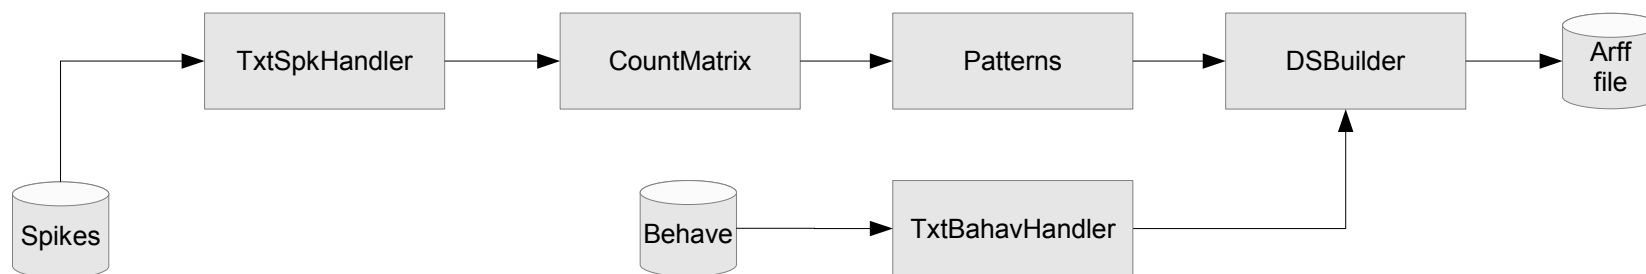 TxtSpkHandler
CountMatrix
Patterns
DSBuilder
Arff
file
Spikes
Behave
TxtBahavHandler